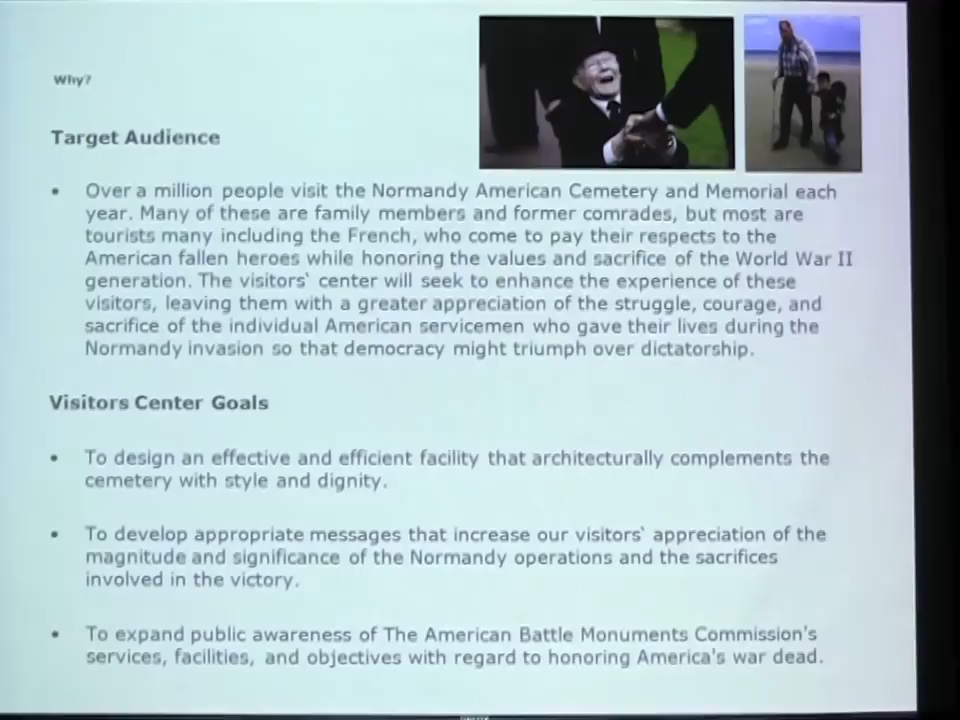 Why?
Target Audience
• Over a million people visit the Normandy American Cemetery and Memorial each
year. Many of these are family members and former comrades, but most are
tourists many including the French, who come to pay their respects to the
American fallen heroes while honoring the values and sacrifice of the World War II
generation. The visitors' center will seek to enhance the experience of these
visitors, leaving them with a greater appreciation of the struggle, courage, and
sacrifice of the individual American servicemen who gave their lives during the
Normandy invasion so that democracy might triumph over dictatorship.
Visitors Center Goals
• To design an effective and efficient facility that architecturally complements the
cemetery with style and dignity.
• To develop appropriate messages that increase our visitors' appreciation of the
magnitude and significance of the Normandy operations and the sacrifices
involved in the victory.
• To expand public awareness of The American Battle Monuments Commission's
services, facilities, and objectives with regard to honoring America's war dead.